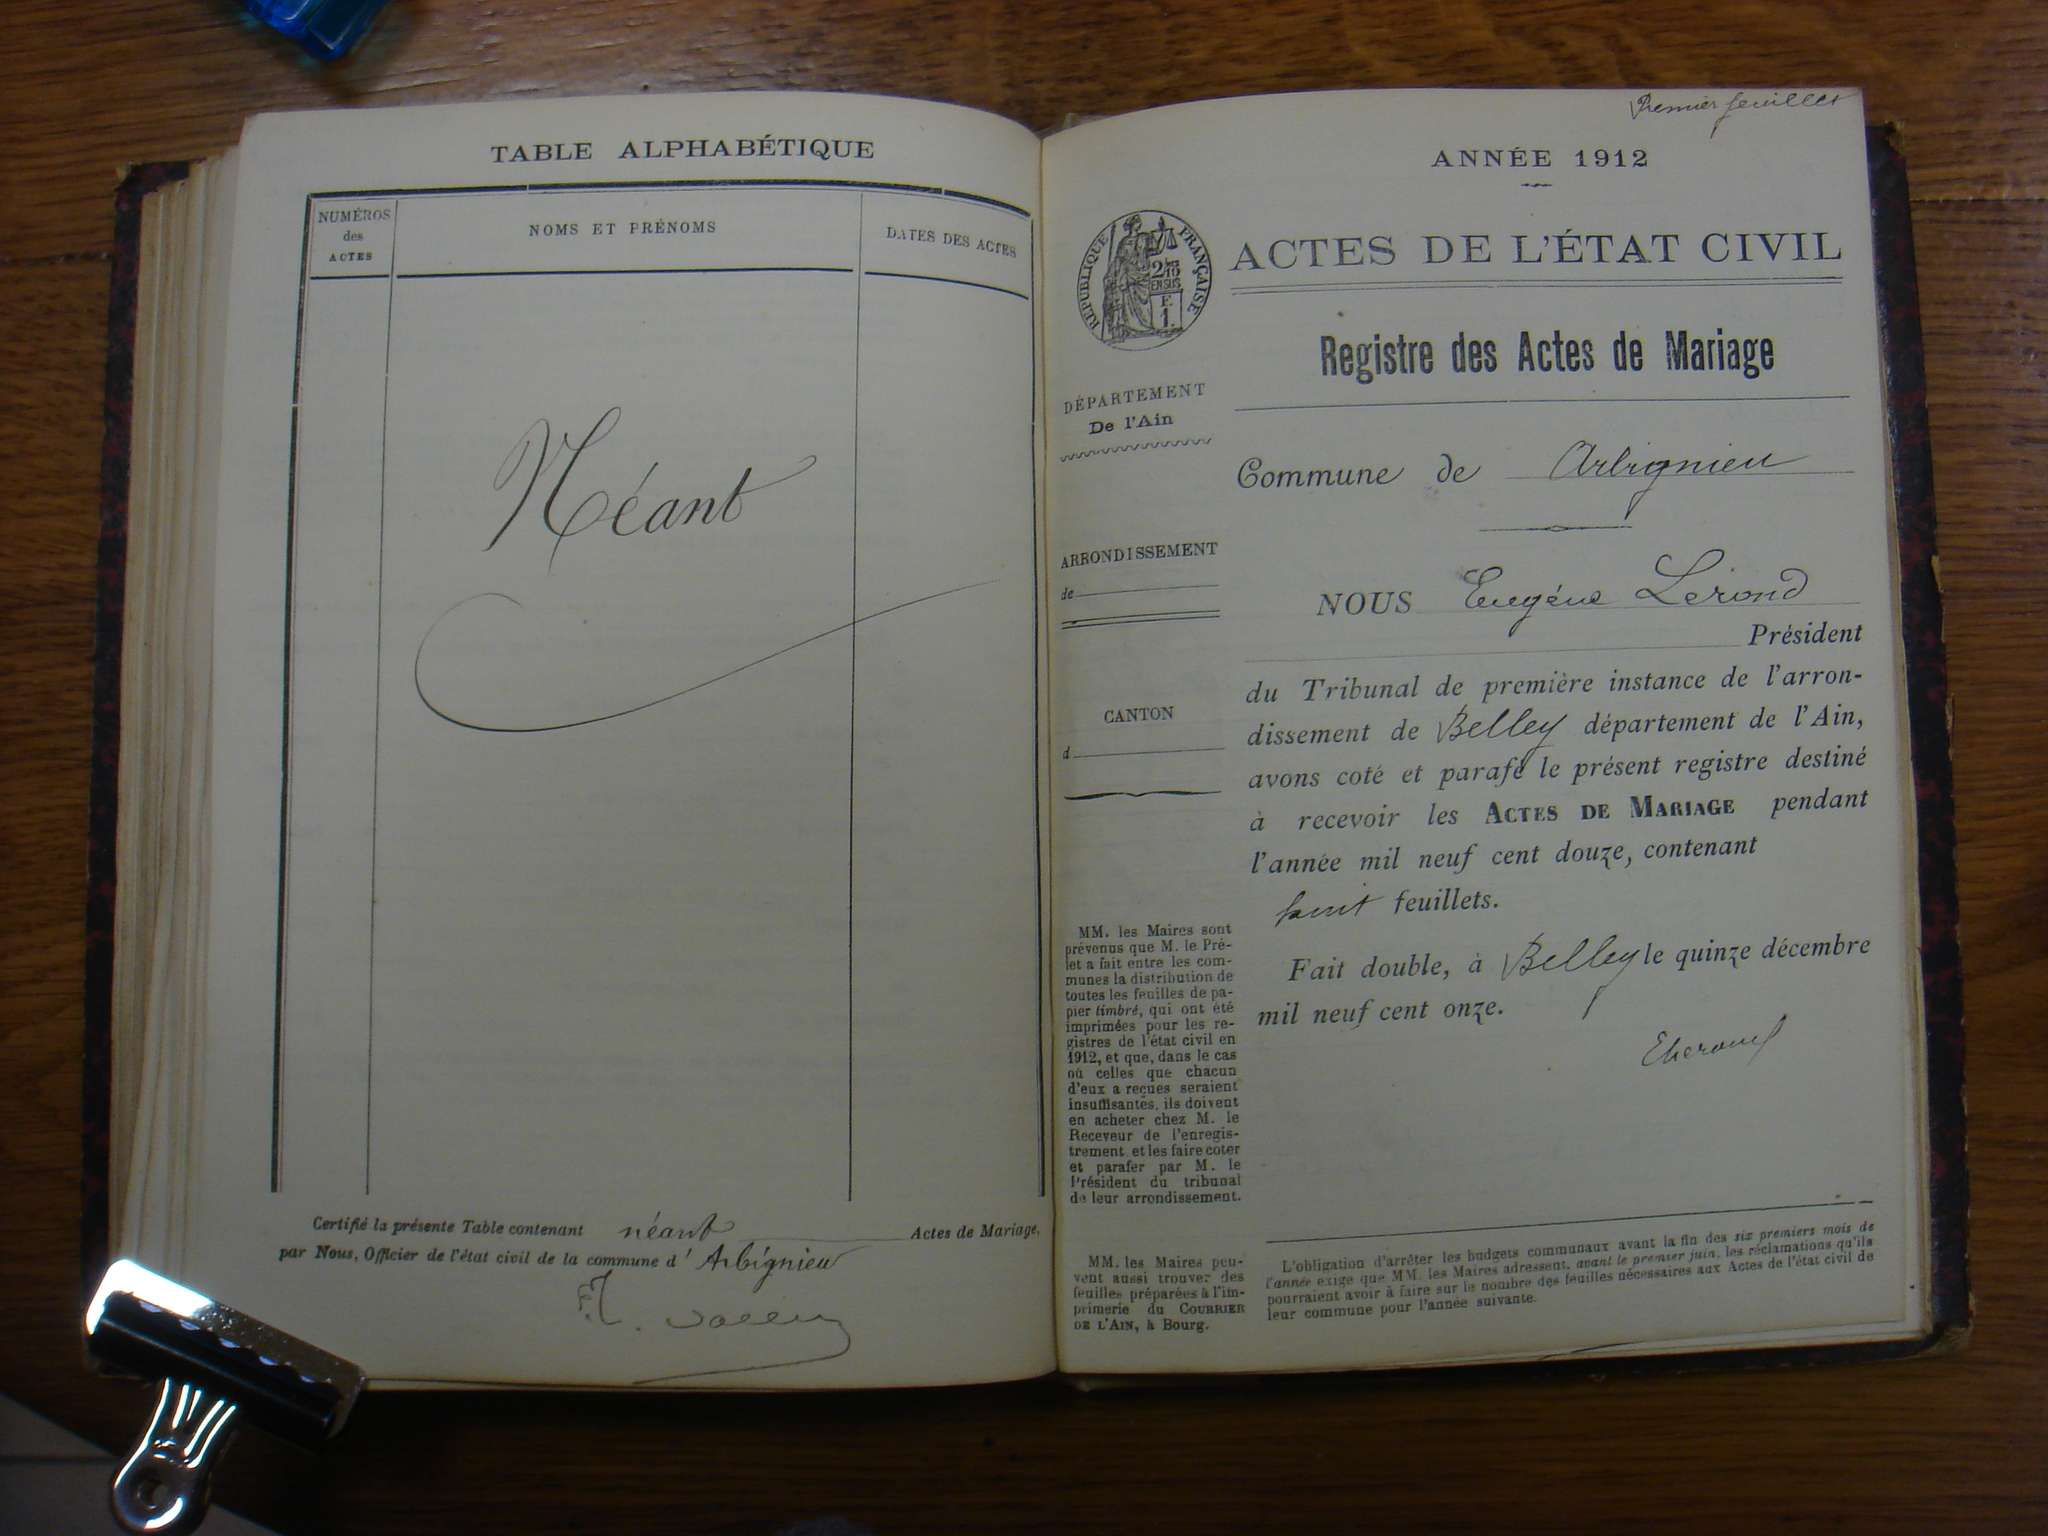 TABLE ALPHABÉTIQUE
NUMÉROS
des
ACTES
NOMS ET PRÉNOMS
DATES DES ACTES
Néant
Certifié la présente Table contenant néant Actes de Mariage,
par Nous, Officier de l'état civil de la commune d' Arbignieu
Premier feuillet
ANNÉE 1912
RÉPUBLIQUE FRANÇAISE
2 10
EN SUS
F.
1.
ACTES DE L'ÉTAT CIVIL
Registre des Actes de Mariage
DÉPARTEMENT
De l'Ain
ARRONDISSEMENT
de
CANTON
d
MM. les Maires sont
prévenus que M. le Pré-
fet a fait entre les com-
munes la distribution de
toutes les feuilles de pa-
pier timbré, qui ont été
imprimées pour les re-
gistres de l'état civil en
1912, et que, dans le cas
où celles que chacun
d'eux a reçues seraient
insuffisantes, ils doivent
en acheter chez M. le
Receveur de l'enregis-
trement et les faire coter
et parafer par M. le
Président du tribunal
de leur arrondissement.
MM. les Maires peu-
vent aussi trouver des
feuilles préparées à l'im-
primerie du COURRIER
DE L'AIN, à Bourg.
Commune de Arbignieu
NOUS Eugène Lérond
Président
du Tribunal de première instance de l'arron-
dissement de Belley département de l'Ain,
avons coté et parafé le présent registre destiné
à recevoir les ACTES DE MARIAGE pendant
l'année mil neuf cent douze, contenant
huit feuillets.
Fait double, à Belley le quinze décembre
mil neuf cent onze.
L'obligation d'arrêter les budgets communaux avant la fin des six premiers mois de
l'année exige que MM. les Maires adressent, avant le premier juin, les réclamations qu'ils
pourraient avoir à faire sur le nombre des feuilles nécessaires aux Actes de l'état civil de
leur commune pour l'année suivante.